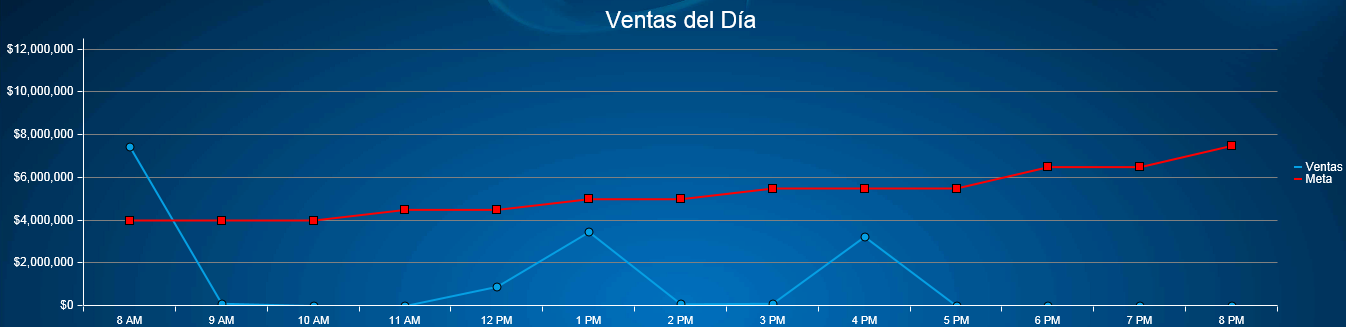 Ventas del Día
$12,000,000
$10,000,000
$8,000,000
$6,000,000
$4,000,000
$2,000,000
$0
8 AM 9 AM 10 AM 11 AM 12 PM 1 PM 2 PM 3 PM 4 PM 5 PM 6 PM 7 PM 8 PM
Ventas
Meta